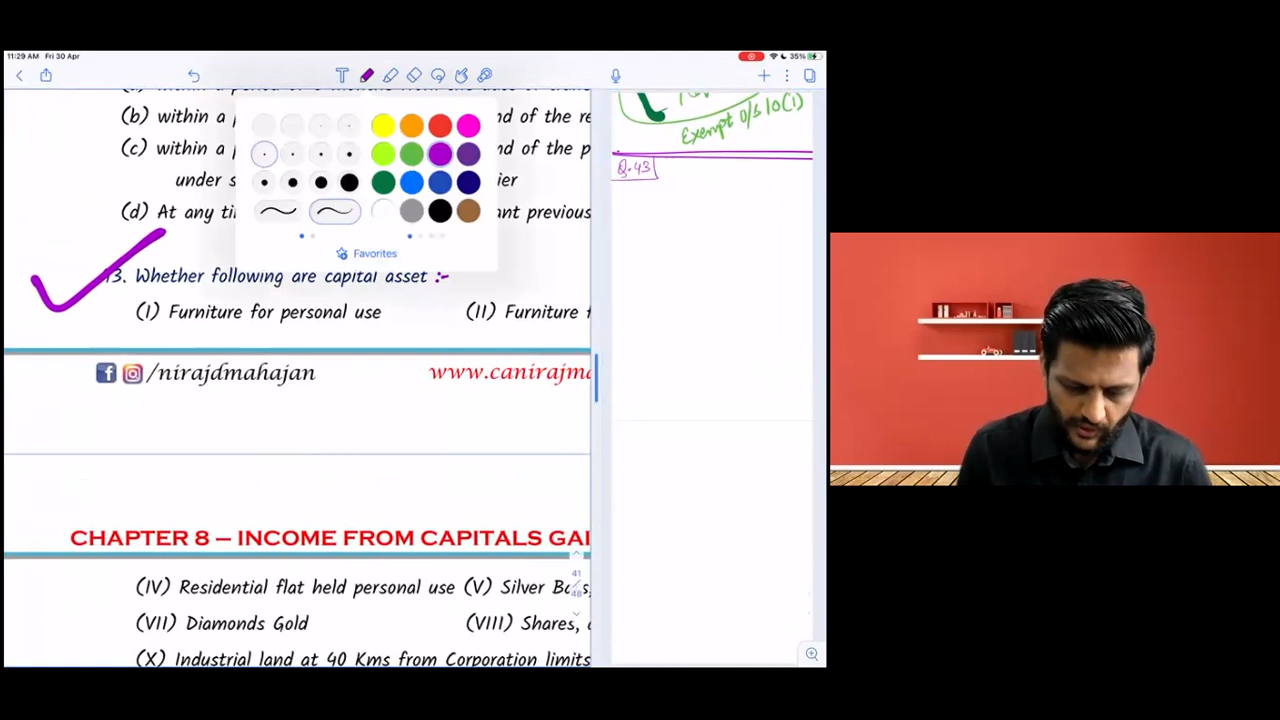 11:29 AM Fri 30 Apr
35%
(b) within a
nd of the re
(c) within a
nd of the p
under s
ier
(d) At any ti
ant previous
3. Whether following are capital asset :-
(I) Furniture for personal use (II) Furniture
/nirajdmahajan www.canirajma
CHAPTER 8 – INCOME FROM CAPITALS GAI
(IV) Residential flat held personal use (V) Silver
(VII) Diamonds Gold (VIII) Shares,
(X) Industrial land at 40 Kms from Corporation limits
41
48
Favorites
Exempt O/S 10(1)
Q.43